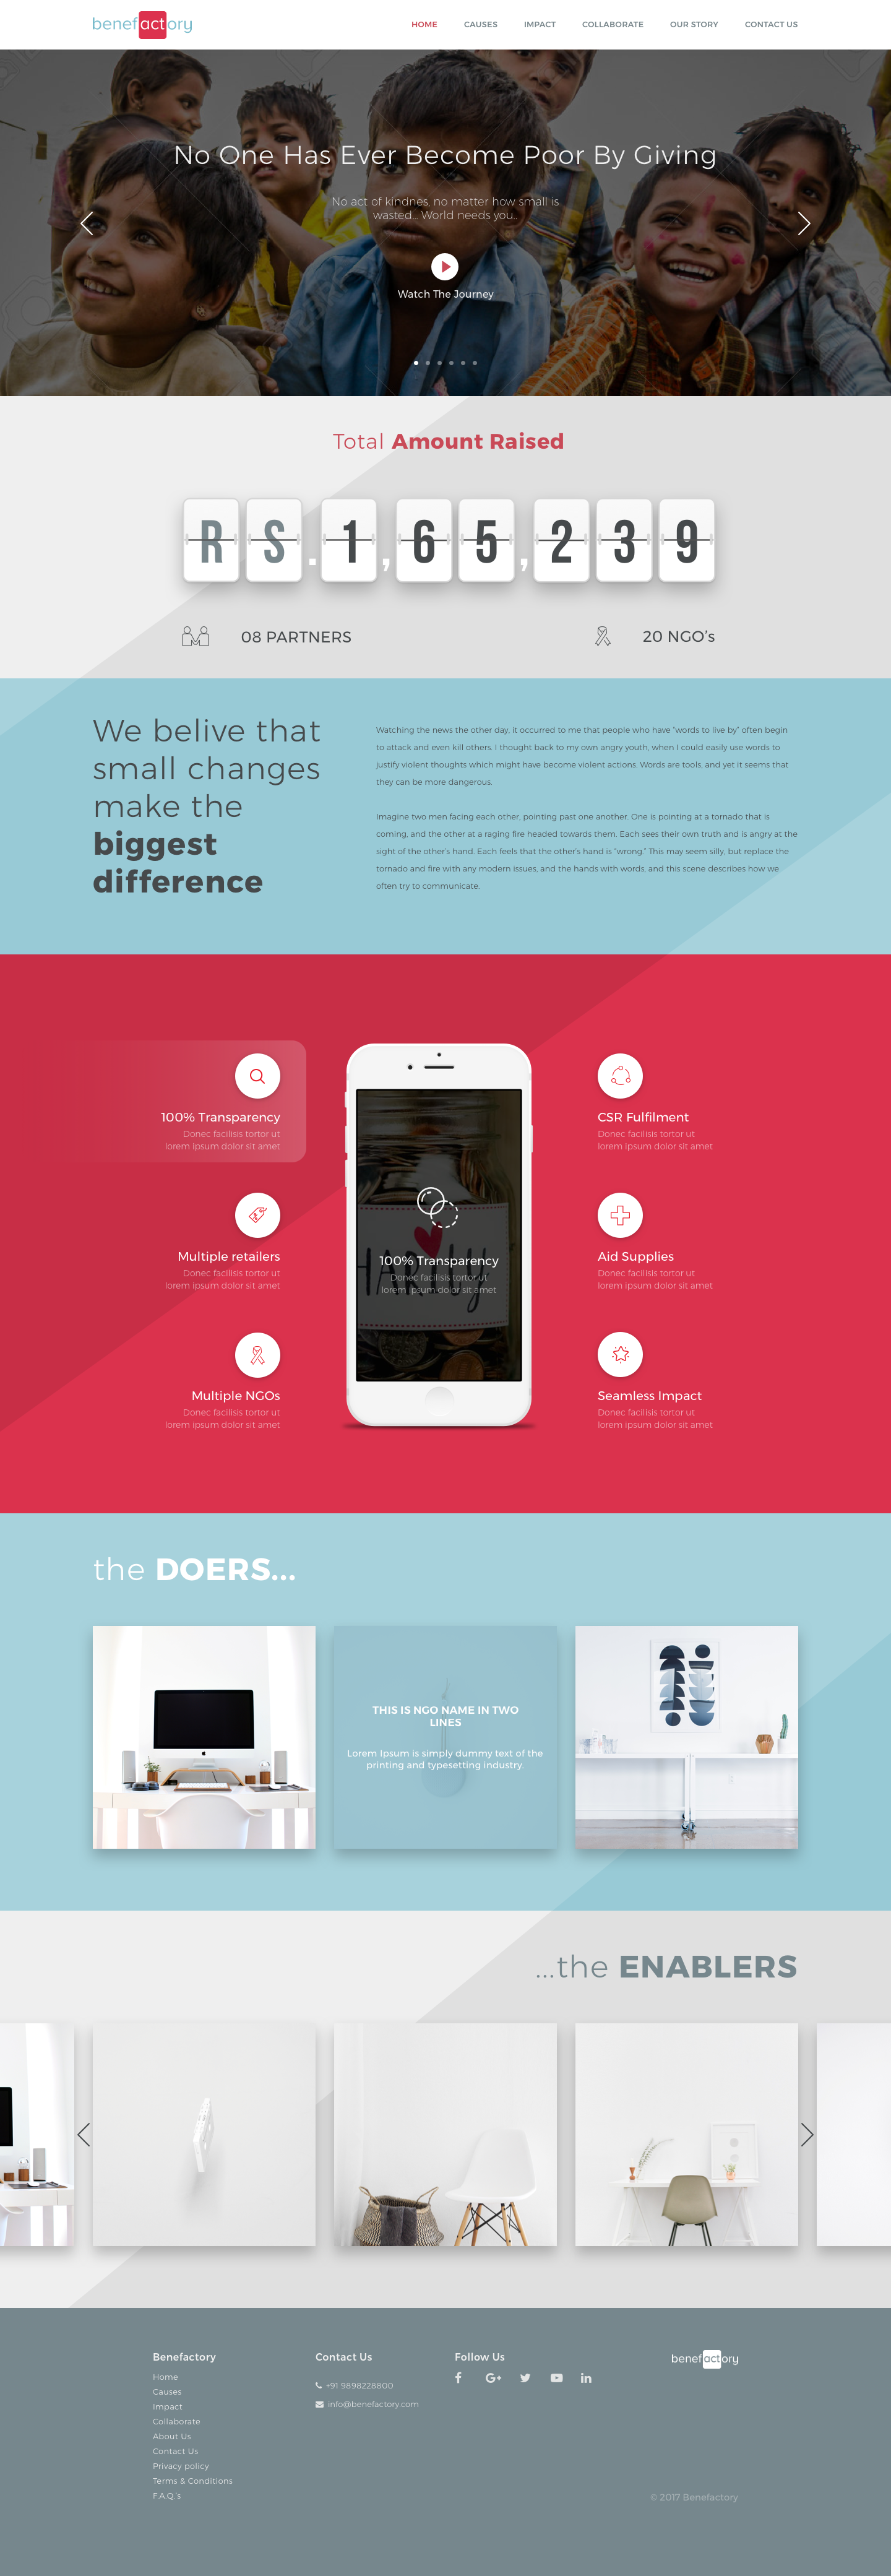 benefactory
HOME CAUSES IMPACT COLLABORATE OUR STORY CONTACT US
No One Has Ever Become Poor By Giving
No act of kindnes, no matter how small is
wasted... World needs you..
Watch The Journey
Total Amount Raised
RS.1,65,239
08 PARTNERS
20 NGO's
We belive that
small changes
make the
biggest
difference
Watching the news the other day, it occurred to me that people who have "words to live by" often begin
to attack and even kill others. I thought back to my own angry youth, when I could easily use words to
justify violent thoughts which might have become violent actions. Words are tools, and yet it seems that
they can be more dangerous.
Imagine two men facing each other, pointing past one another. One is pointing at a tornado that is
coming, and the other at a raging fire headed towards them. Each sees their own truth and is angry at the
sight of the other's hand. Each feels that the other's hand is "wrong." This may seem silly, but replace the
tornado and fire with any modern issues, and the hands with words, and this scene describes how we
often try to communicate.
100% Transparency
Donec facilisis tortor ut
lorem ipsum dolor sit amet
Multiple retailers
Donec facilisis tortor ut
lorem ipsum dolor sit amet
Multiple NGOs
Donec facilisis tortor ut
lorem ipsum dolor sit amet
100% Transparency
Donec facilisis tortor ut
lorem ipsum dolor sit amet
CSR Fulfilment
Donec facilisis tortor ut
lorem ipsum dolor sit amet
Aid Supplies
Donec facilisis tortor ut
lorem ipsum dolor sit amet
Seamless Impact
Donec facilisis tortor ut
lorem ipsum dolor sit amet
the DOERS...
THIS IS NGO NAME IN TWO
LINES
Lorem Ipsum is simply dummy text of the
printing and typesetting industry.
...the ENABLERS
Benefactory
Home
Causes
Impact
Collaborate
About Us
Contact Us
Privacy policy
Terms & Conditions
F.A.Q.'s
Contact Us
+91 9898228800
info@benefactory.com
Follow Us
benefactory
© 2017 Benefactory